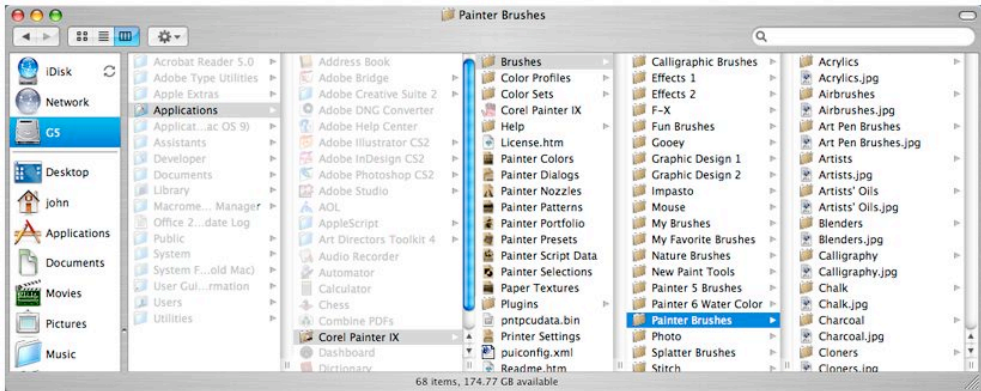 Painter Brushes
iDisk
Network
G5
Desktop
john
Applications
Documents
Movies
Pictures
Music
Acrobat Reader 5.0
Adobe Type Utilities
Apple Extras
Applications
Applicat...ac OS 9)
Assistants
Developer
Documents
Library
Macrome... Manager
Office 2...date Log
Public
System
System F...old Mac)
User Gui...rmation
Users
Utilities
Address Book
Adobe Bridge
Adobe Creative Suite 2
Adobe DNG Converter
Adobe Help Center
Adobe Illustrator CS2
Adobe InDesign CS2
Adobe Photoshop CS2
Adobe Studio
AOL
AppleScript
Art Directors Toolkit 4
Audio Recorder
Automator
Calculator
Chess
Combine PDFs
Corel Painter IX
Dashboard
Dictionary
Brushes
Color Profiles
Color Sets
Corel Painter IX
Help
License.htm
Painter Colors
Painter Dialogs
Painter Nozzles
Painter Patterns
Painter Portfolio
Painter Presets
Painter Script Data
Painter Selections
Paper Textures
Plugins
pntpcudata.bin
Printer Settings
puiconfig.xml
Readme.htm
Calligraphic Brushes
Effects 1
Effects 2
F-X
Fun Brushes
Gooey
Graphic Design 1
Graphic Design 2
Impasto
Mouse
My Brushes
My Favorite Brushes
Nature Brushes
New Paint Tools
Painter 5 Brushes
Painter 6 Water Color
Painter Brushes
Photo
Splatter Brushes
Stitch
Acrylics
Acrylics.jpg
Airbrushes
Airbrushes.jpg
Art Pen Brushes
Art Pen Brushes.jpg
Artists
Artists.jpg
Artists' Oils
Artists' Oils.jpg
Blenders
Blenders.jpg
Calligraphy
Calligraphy.jpg
Chalk
Chalk.jpg
Charcoal
Charcoal.jpg
Cloners
Cloners.jpg
68 items, 174.77 GB available